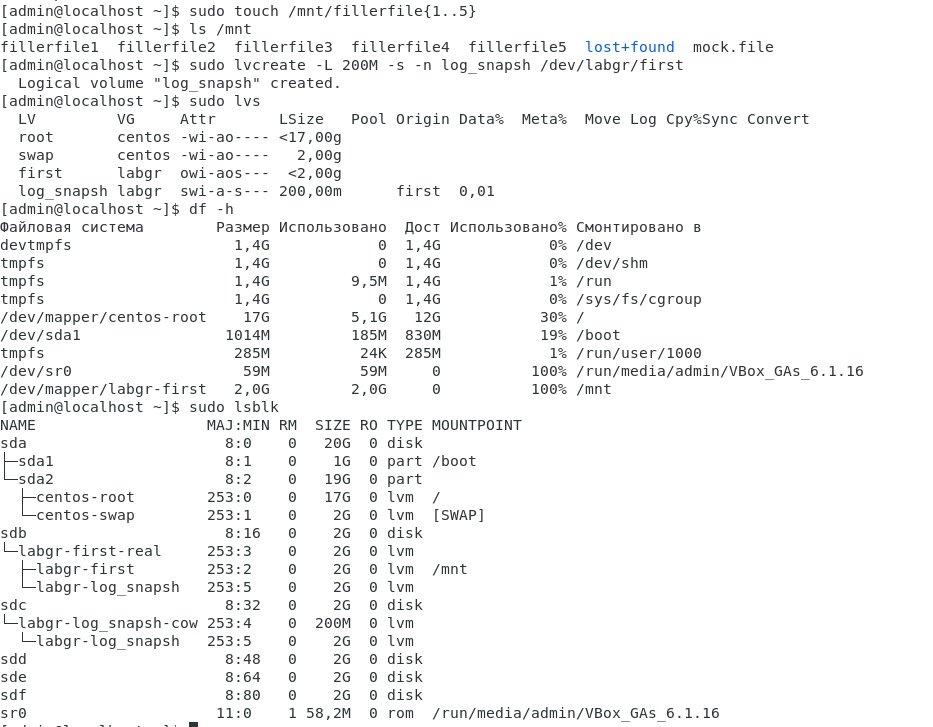 [admin@localhost ~]$ sudo touch /mnt/fillerfile{1..5}
[admin@localhost ~]$ ls /mnt
fillerfile1  fillerfile2  fillerfile3  fillerfile4  fillerfile5  lost+found  mock.file
[admin@localhost ~]$ sudo lvcreate -L 200M -s -n log_snapsh /dev/labgr/first
  Logical volume "log_snapsh" created.
[admin@localhost ~]$ sudo lvs
  LV         VG     Attr       LSize   Pool Origin Data%  Meta%  Move Log Cpy%Sync Convert
  root       centos -wi-ao---- <17,00g
  swap       centos -wi-ao----   2,00g
  first      labgr  owi-aos---  <2,00g
  log_snapsh labgr  swi-a-s--- 200,00m      first  0,01
[admin@localhost ~]$ df -h
Файловая система        Размер Использовано  Дост Использовано% Смонтировано в
devtmpfs                  1,4G            0  1,4G            0% /dev
tmpfs                     1,4G            0  1,4G            0% /dev/shm
tmpfs                     1,4G         9,5M  1,4G            1% /run
tmpfs                     1,4G            0  1,4G            0% /sys/fs/cgroup
/dev/mapper/centos-root    17G         5,1G   12G           30% /
/dev/sda1                1014M         185M  830M           19% /boot
tmpfs                     285M          24K  285M            1% /run/user/1000
/dev/sr0                   59M          59M     0          100% /run/media/admin/VBox_GAs_6.1.16
/dev/mapper/labgr-first   2,0G         2,0G     0          100% /mnt
[admin@localhost ~]$ sudo lsblk
NAME                   MAJ:MIN RM  SIZE RO TYPE MOUNTPOINT
sda                      8:0    0   20G  0 disk
├─sda1                   8:1    0    1G  0 part /boot
└─sda2                   8:2    0   19G  0 part
  ├─centos-root        253:0    0   17G  0 lvm  /
  └─centos-swap        253:1    0    2G  0 lvm  [SWAP]
sdb                      8:16   0    2G  0 disk
└─labgr-first-real     253:3    0    2G  0 lvm
  ├─labgr-first        253:2    0    2G  0 lvm  /mnt
  └─labgr-log_snapsh   253:5    0    2G  0 lvm
sdc                      8:32   0    2G  0 disk
└─labgr-log_snapsh-cow 253:4    0  200M  0 lvm
  └─labgr-log_snapsh   253:5    0    2G  0 lvm
sdd                      8:48   0    2G  0 disk
sde                      8:64   0    2G  0 disk
sdf                      8:80   0    2G  0 disk
sr0                     11:0    1 58,2M  0 rom  /run/media/admin/VBox_GAs_6.1.16